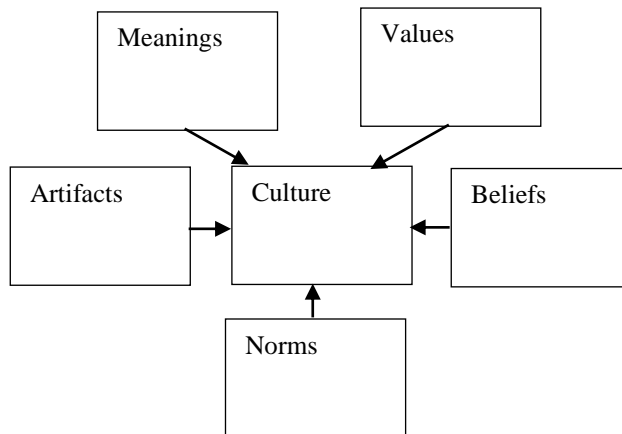 Meanings
Values
Artifacts
Culture
Beliefs
Norms